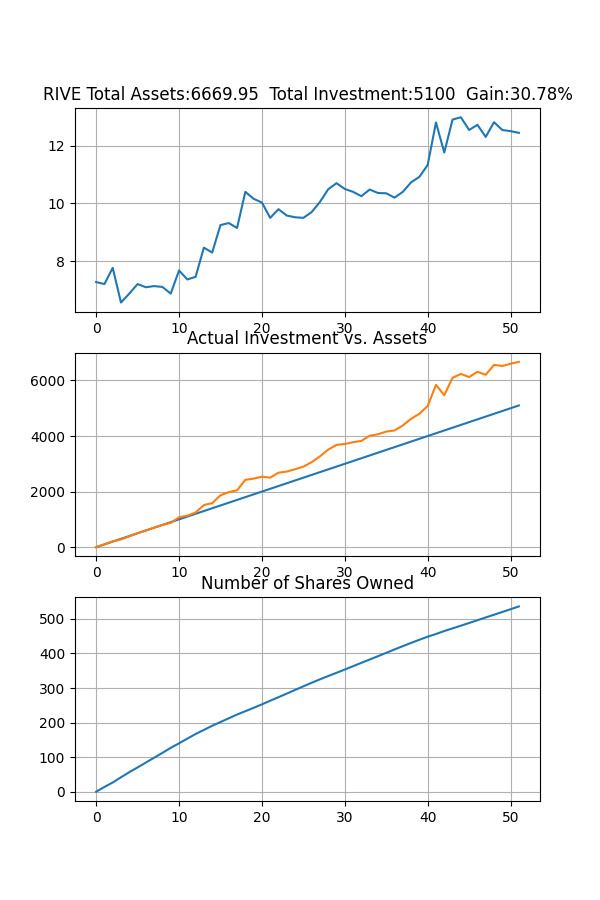 RIVE Total Assets:6669.95  Total Investment:5100  Gain:30.78%
12
10
8
0 10 20 30 40 50
Actual Investment vs. Assets
6000
4000
2000
0
0 10 20 30 40 50
Number of Shares Owned
500
400
300
200
100
0
0 10 20 30 40 50